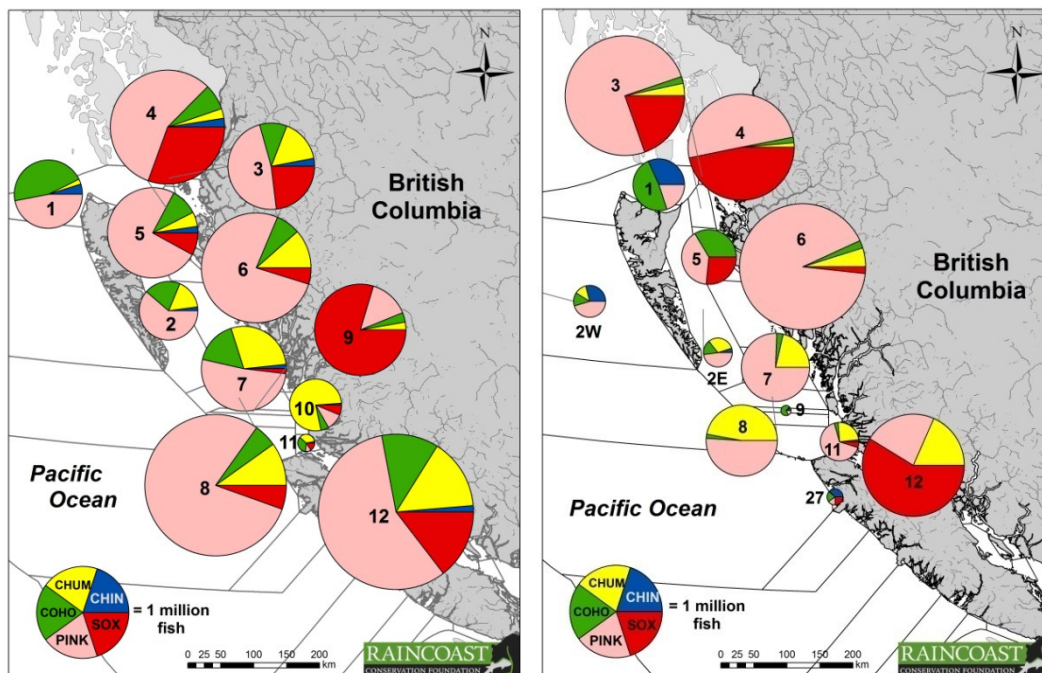 N
4
3
1
British
Columbia
5
6
2
9
7
10
11
8
12
Pacific
Ocean
CHUM
CHIN
COHO
SOX
PINK
= 1 million
fish
0 25 50 100 150 200
km
RAINCOAST
CONSERVATION FOUNDATION
N
3
4
1
6
5
British
Columbia
2W
2E
7
9
8
11
12
27
Pacific Ocean
CHUM
CHIN
COHO
SOX
PINK
= 1 million
fish
0 25 50 100 150 200
km
RAINCOAST
CONSERVATION FOUNDATION